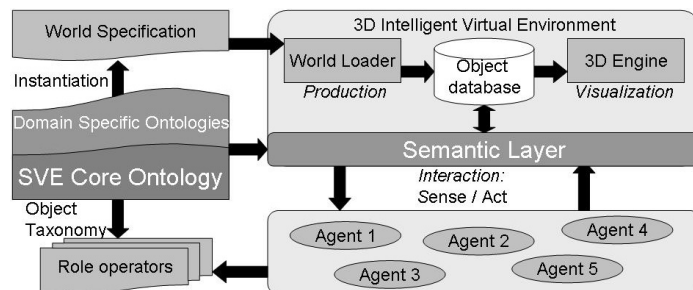 World Specification
3D Intelligent Virtual Environment
World Loader
Object
database
3D Engine
Production
Visualization
Instantiation
Domain Specific Ontologies
SVE Core Ontology
Semantic Layer
Interaction:
Sense / Act
Object
Taxonomy
Role operators
Agent 1
Agent 2
Agent 4
Agent 3
Agent 5